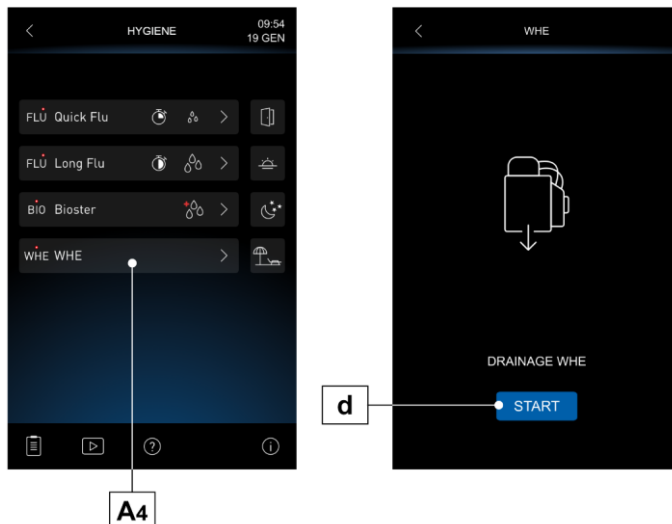 HYGIENE
09:54
19 GEN
FLU Quick Flu
FLU Long Flu
BIO Bioster
WHE WHE
A4
WHE
DRAINAGE WHE
d
START